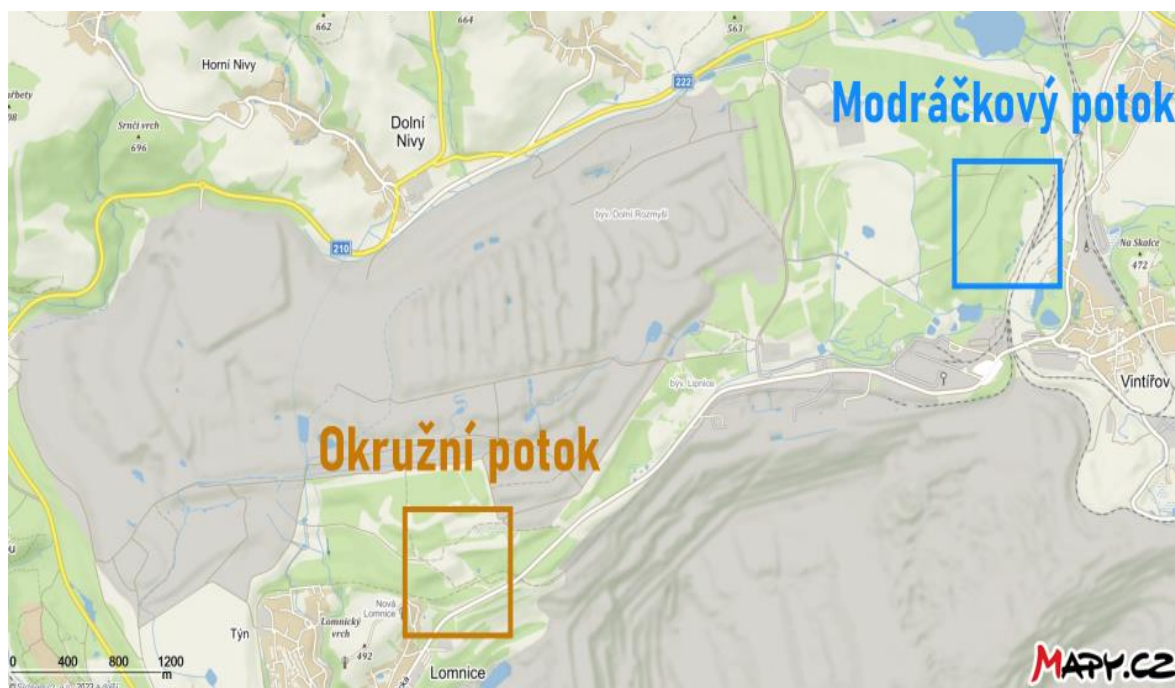 662
664
563
Horní Nivy
222
Modráčkový potok
Srnčí vrch
696
Dolní
Nivy
býv. Dolní Rozmyšl
210
Na Skalce
472
Vintířov
býv. Lipnice
Okružní potok
Nová
Lomnice
Lomnický
vrch
492
Týn
Lomnice
0 400 800 1200
m
MAPY.CZ